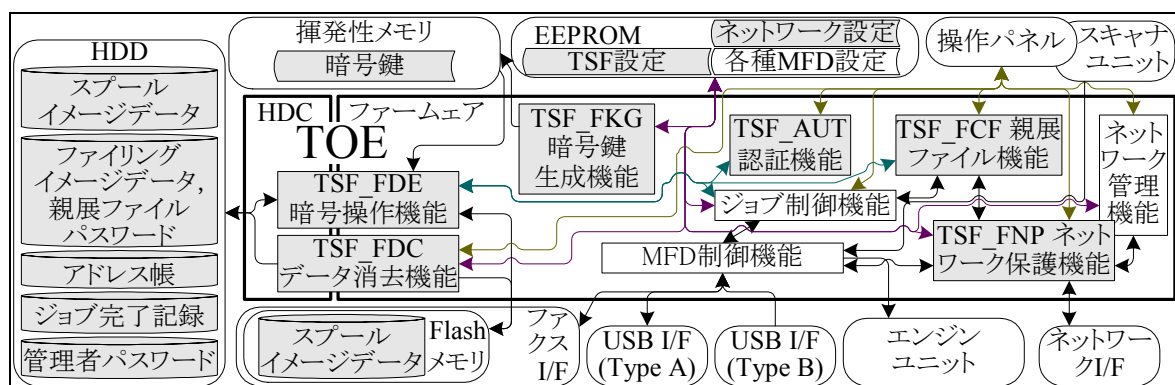 HDD
スプール
イメージデータ
ファイリング
イメージデータ,
親展ファイル
パスワード
アドレス帳
ジョブ完了記録
管理者パスワード
揮発性メモリ
暗号鍵
EEPROM
ネットワーク設定
TSF設定
各種MFD設定
操作パネル
スキャナ
ユニット
HDC
ファームェア
TOE
TSF_FKG
暗号鍵
生成機能
TSF_AUT
認証機能
TSF_FCF 親展
ファイル機能
ネッ
トワ
ーク
管理
機能
TSF_FDE
暗号操作機能
ジョブ制御機能
TSF_FDC
データ消去機能
MFD制御機能
TSF_FNP ネット
ワーク保護機能
スプール
イメージデータ
Flash
メモリ
ファ
クス
I/F
USB I/F
(Type A)
USB I/F
(Type B)
エンジン
ユニット
ネットワー
クI/F